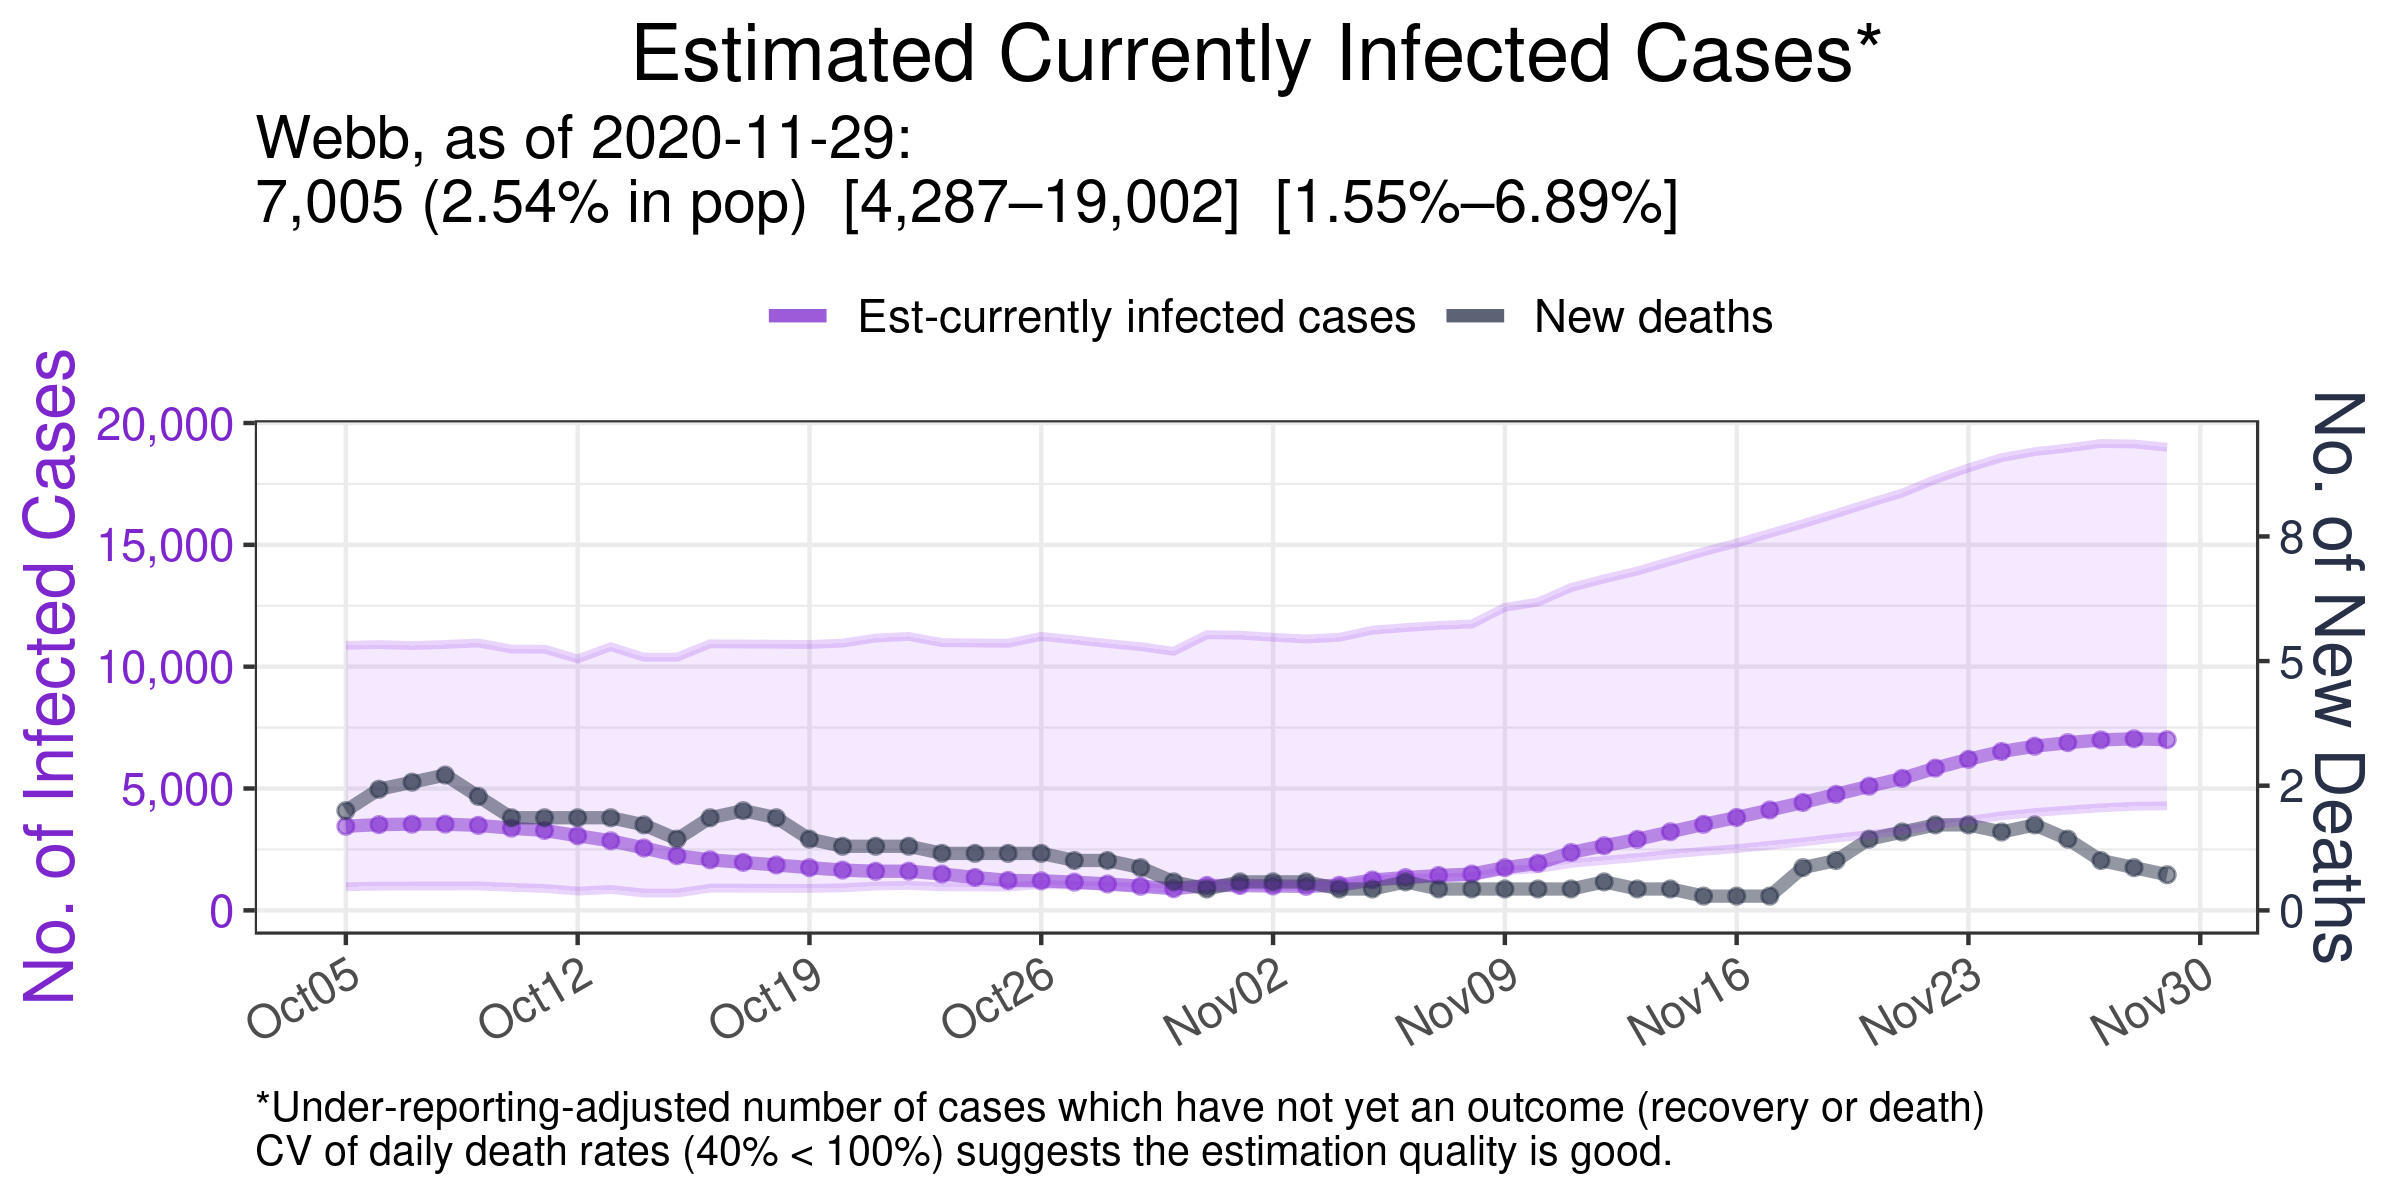 Estimated Currently Infected Cases*
Webb, as of 2020-11-29:
7,005 (2.54% in pop)  [4,287–19,002]  [1.55%–6.89%]
Est-currently infected cases
New deaths
No. of Infected Cases
20,000
15,000
10,000
5,000
0
No. of New Deaths
8
5
2
0
Oct05
Oct12
Oct19
Oct26
Nov02
Nov09
Nov16
Nov23
Nov30
*Under-reporting-adjusted number of cases which have not yet an outcome (recovery or death)
CV of daily death rates (40% < 100%) suggests the estimation quality is good.